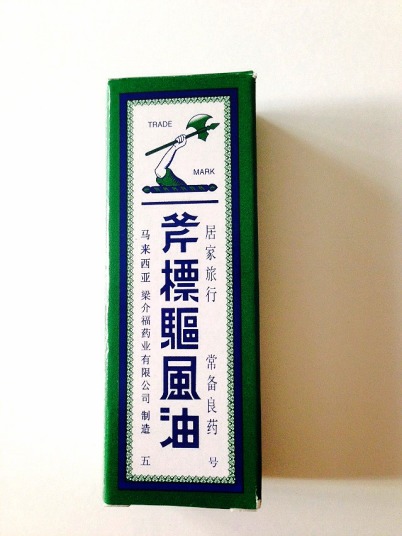 TRADE
MARK
斧標驅風油
居家旅行 常备良药
马来西亚 梁介福药业有限公司 制造
五号